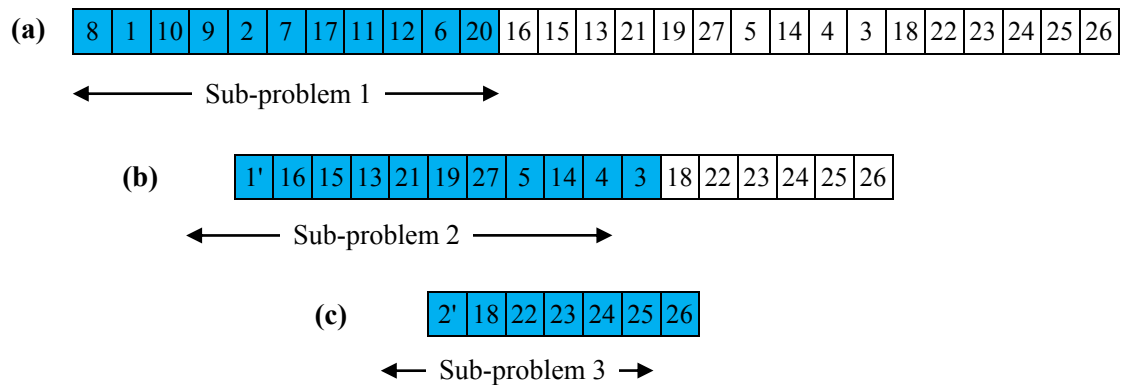 (a) 8 1 10 9 2 7 17 11 12 6 20 16 15 13 21 19 27 5 14 4 3 18 22 23 24 25 26
Sub-problem 1
(b) 1' 16 15 13 21 19 27 5 14 4 3 18 22 23 24 25 26
Sub-problem 2
(c) 2' 18 22 23 24 25 26
Sub-problem 3